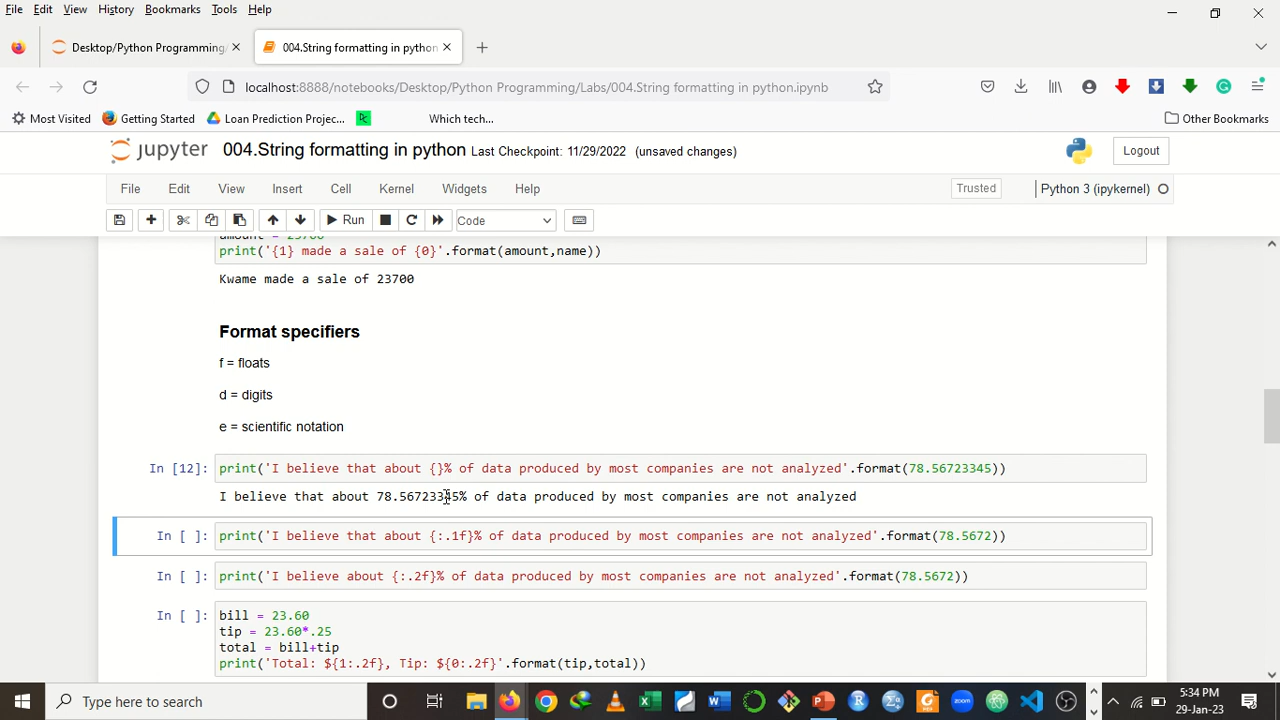 File Edit View History Bookmarks Tools Help
Desktop/Python Programming/
004.String formatting in python
localhost:8888/notebooks/Desktop/Python Programming/Labs/004.String formatting in python.ipynb
Most Visited Getting Started Loan Prediction Projec... Which tech... Other Bookmarks
jupyter 004.String formatting in python Last Checkpoint: 11/29/2022 (unsaved changes) Logout
File Edit View Insert Cell Kernel Widgets Help Trusted Python 3 (ipykernel)
Run Code
print('{1} made a sale of {0}'.format(amount,name))
Kwame made a sale of 23700
Format specifiers
f = floats
d = digits
e = scientific notation
In [12]: print('I believe that about {}% of data produced by most companies are not analyzed'.format(78.56723345))
I believe that about 78.56723345% of data produced by most companies are not analyzed
In [ ]: print('I believe that about {:.1f}% of data produced by most companies are not analyzed'.format(78.5672))
In [ ]: print('I believe about {:.2f}% of data produced by most companies are not analyzed'.format(78.5672))
In [ ]: bill = 23.60
tip = 23.60*.25
total = bill+tip
print('Total: ${1:.2f}, Tip: ${0:.2f}'.format(tip,total))
Type here to search
5:34 PM
29-Jan-23